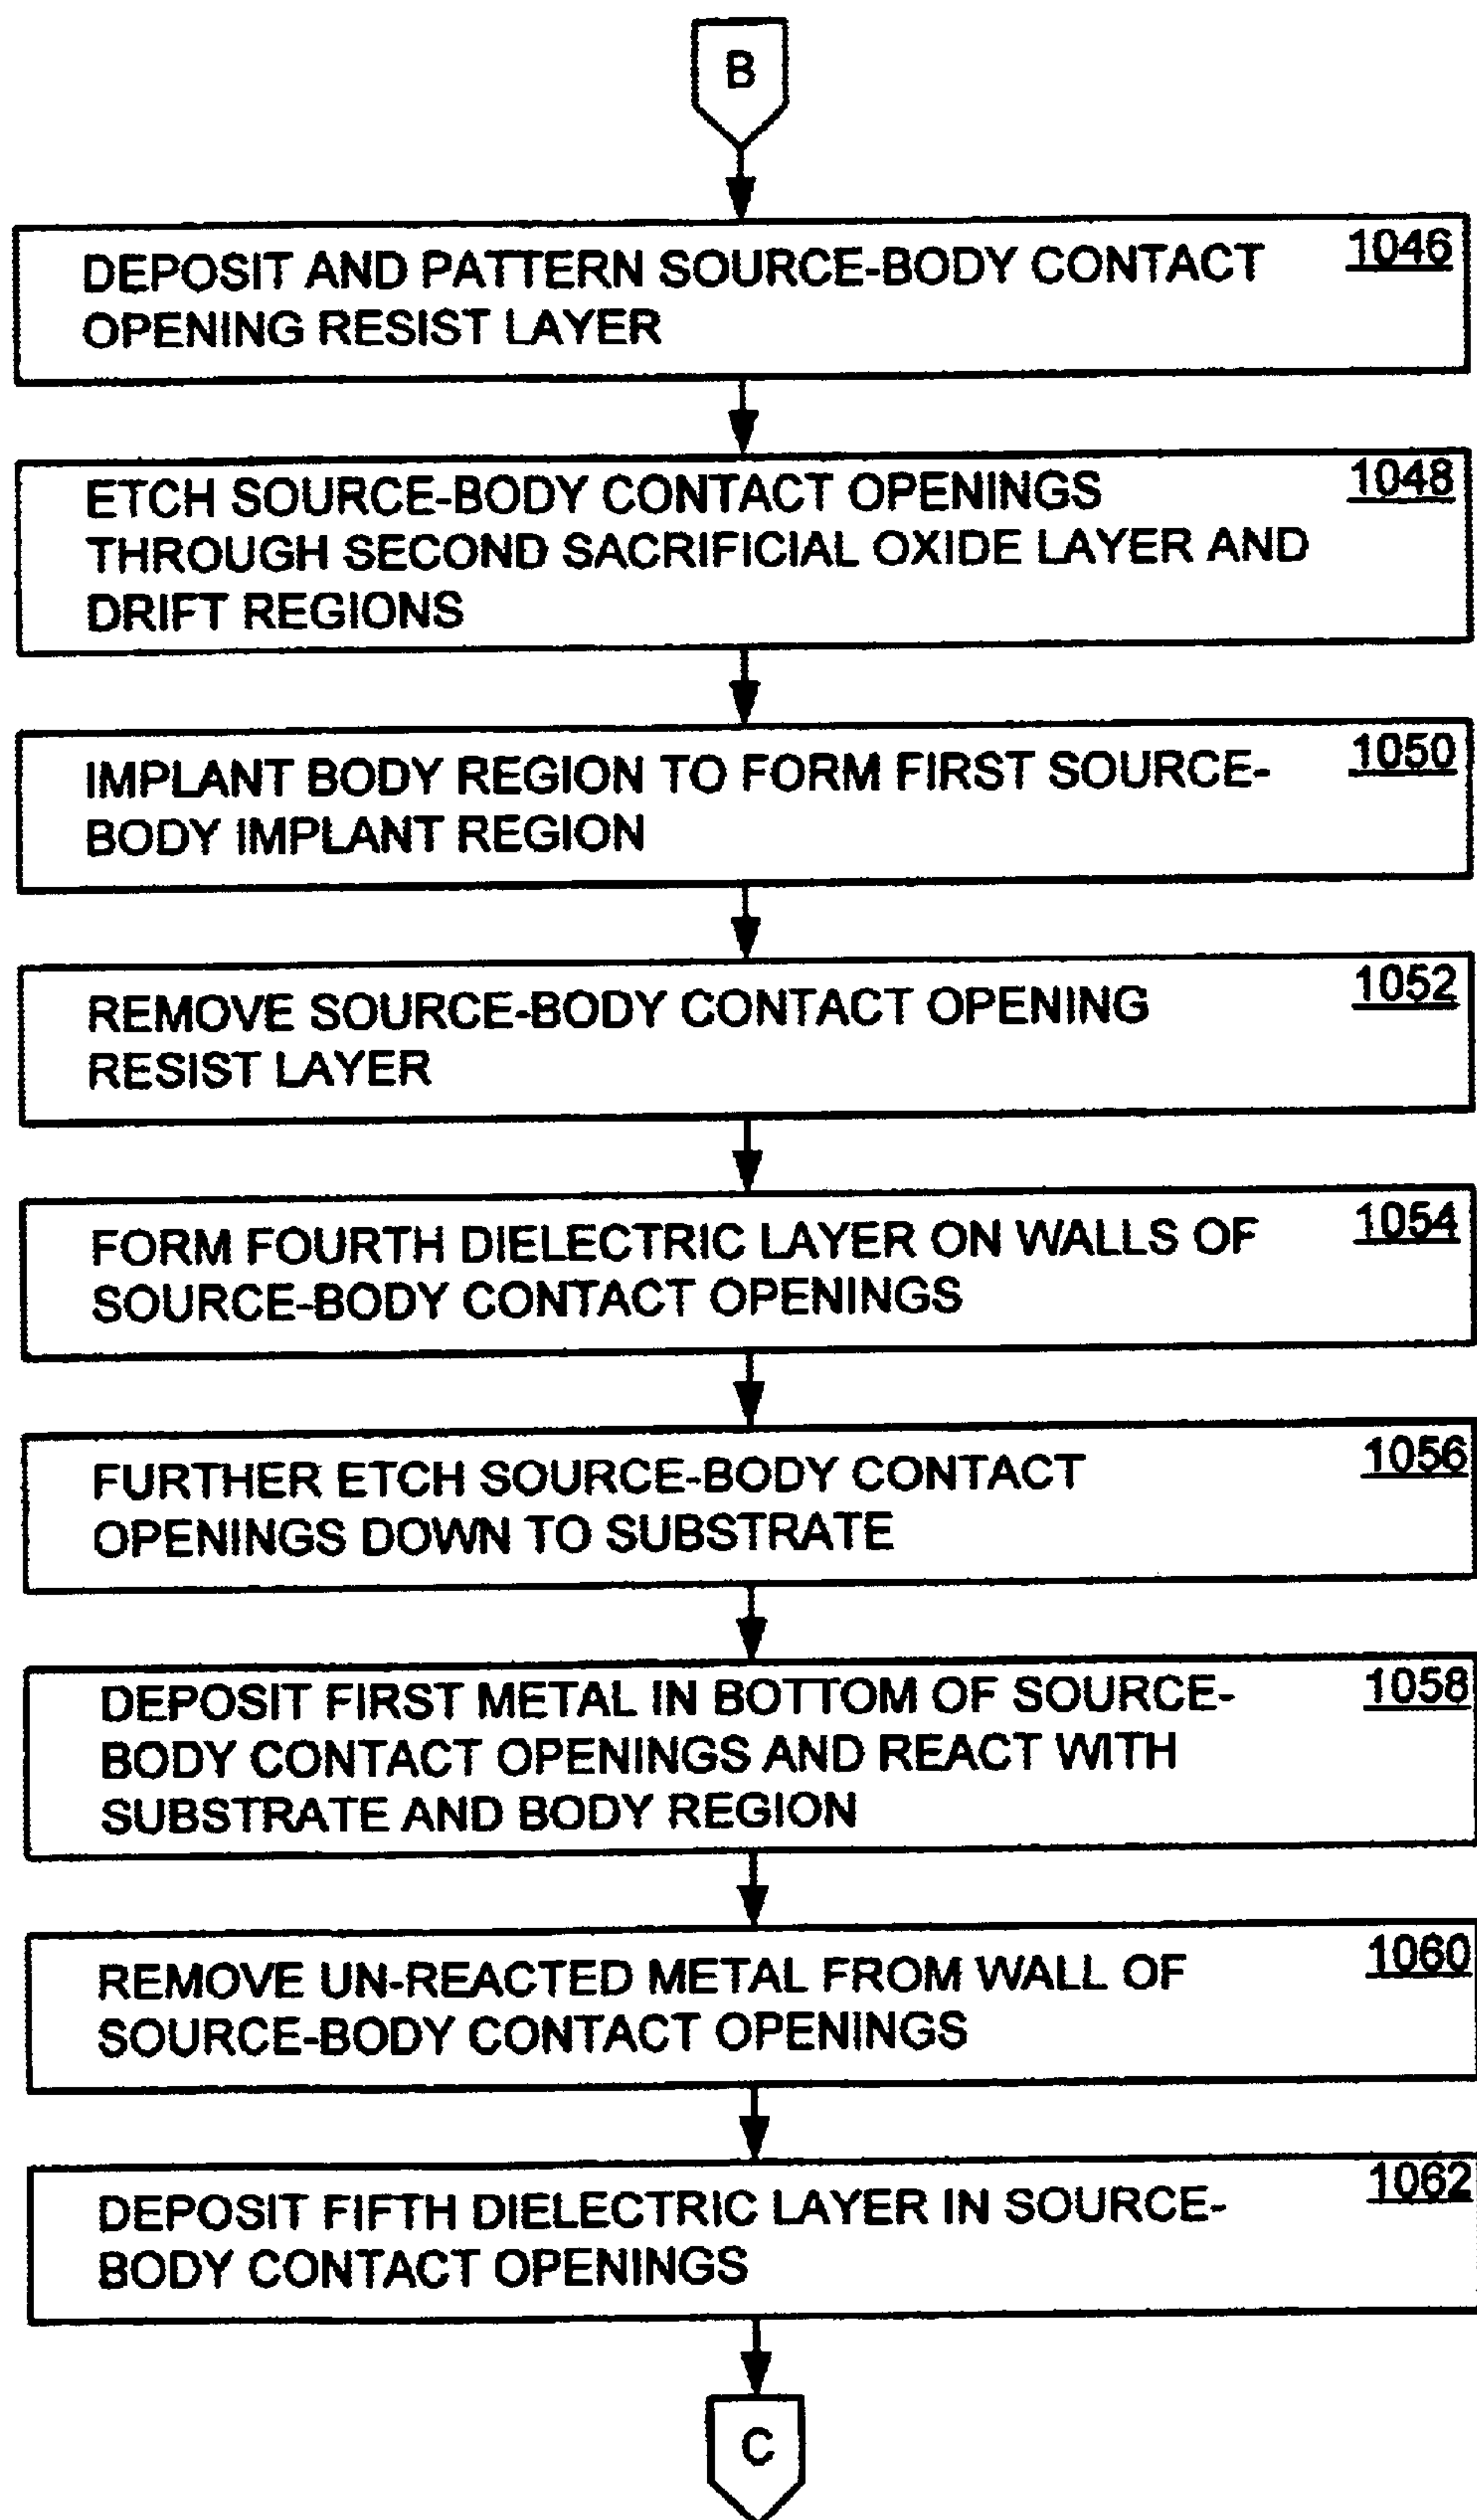 B
DEPOSIT AND PATTERN SOURCE-BODY CONTACT 1046
OPENING RESIST LAYER
ETCH SOURCE-BODY CONTACT OPENINGS 1048
THROUGH SECOND SACRIFICIAL OXIDE LAYER AND
DRIFT REGIONS
IMPLANT BODY REGION TO FORM FIRST SOURCE- 1050
BODY IMPLANT REGION
REMOVE SOURCE-BODY CONTACT OPENING 1052
RESIST LAYER
FORM FOURTH DIELECTRIC LAYER ON WALLS OF 1054
SOURCE-BODY CONTACT OPENINGS
FURTHER ETCH SOURCE-BODY CONTACT 1056
OPENINGS DOWN TO SUBSTRATE
DEPOSIT FIRST METAL IN BOTTOM OF SOURCE- 1058
BODY CONTACT OPENINGS AND REACT WITH
SUBSTRATE AND BODY REGION
REMOVE UN-REACTED METAL FROM WALL OF 1060
SOURCE-BODY CONTACT OPENINGS
DEPOSIT FIFTH DIELECTRIC LAYER IN SOURCE- 1062
BODY CONTACT OPENINGS
C